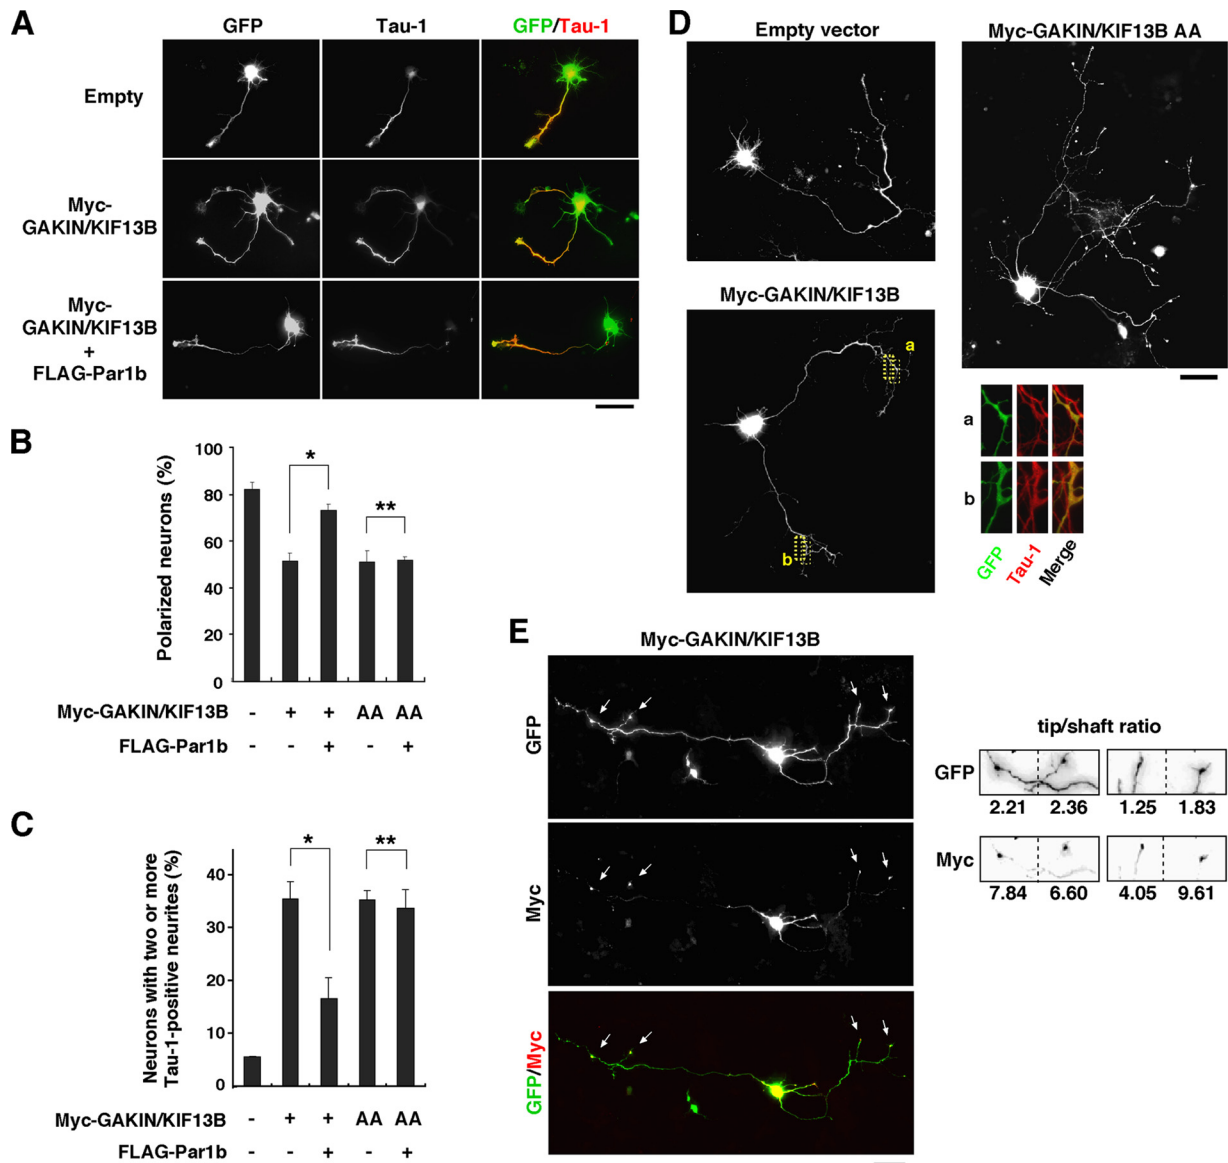 A
GFP
Tau-1
GFP/Tau-1
Empty
Myc-
GAKIN/KIF13B
Myc-
GAKIN/KIF13B
+
FLAG-Par1b
B
Polarized neurons (%)
100
80
60
40
20
0
*
**
Myc-GAKIN/KIF13B - + + AA AA
FLAG-Par1b - - + - +
C
Neurons with two or more
Tau-1-positive neurites (%)
40
30
20
10
0
*
**
Myc-GAKIN/KIF13B - + + AA AA
FLAG-Par1b - - + - +
D
Empty vector
Myc-GAKIN/KIF13B AA
Myc-GAKIN/KIF13B
a
b
a
b
GFP
Tau-1
Merge
E
Myc-GAKIN/KIF13B
GFP
Myc
GFP/Myc
tip/shaft ratio
GFP
2.21 2.36 1.25 1.83
Myc
7.84 6.60 4.05 9.61